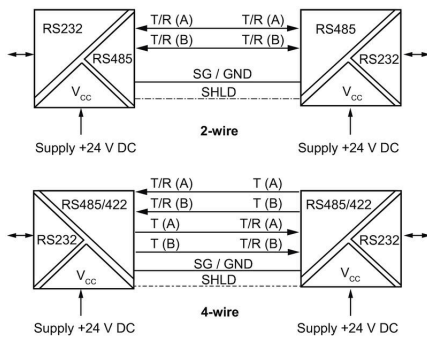 RS232 T/R (A) T/R (A) RS485
T/R (B) T/R (B)
RS485 RS232
SG / GND
VCC SHLD VCC
2-wire
Supply +24 V DC Supply +24 V DC
T/R (A) T (A)
RS485/422 T/R (B) T (B) RS485/422
T (A) T/R (A)
RS232 T (B) T/R (B) RS232
SG / GND
VCC SHLD VCC
4-wire
Supply +24 V DC Supply +24 V DC